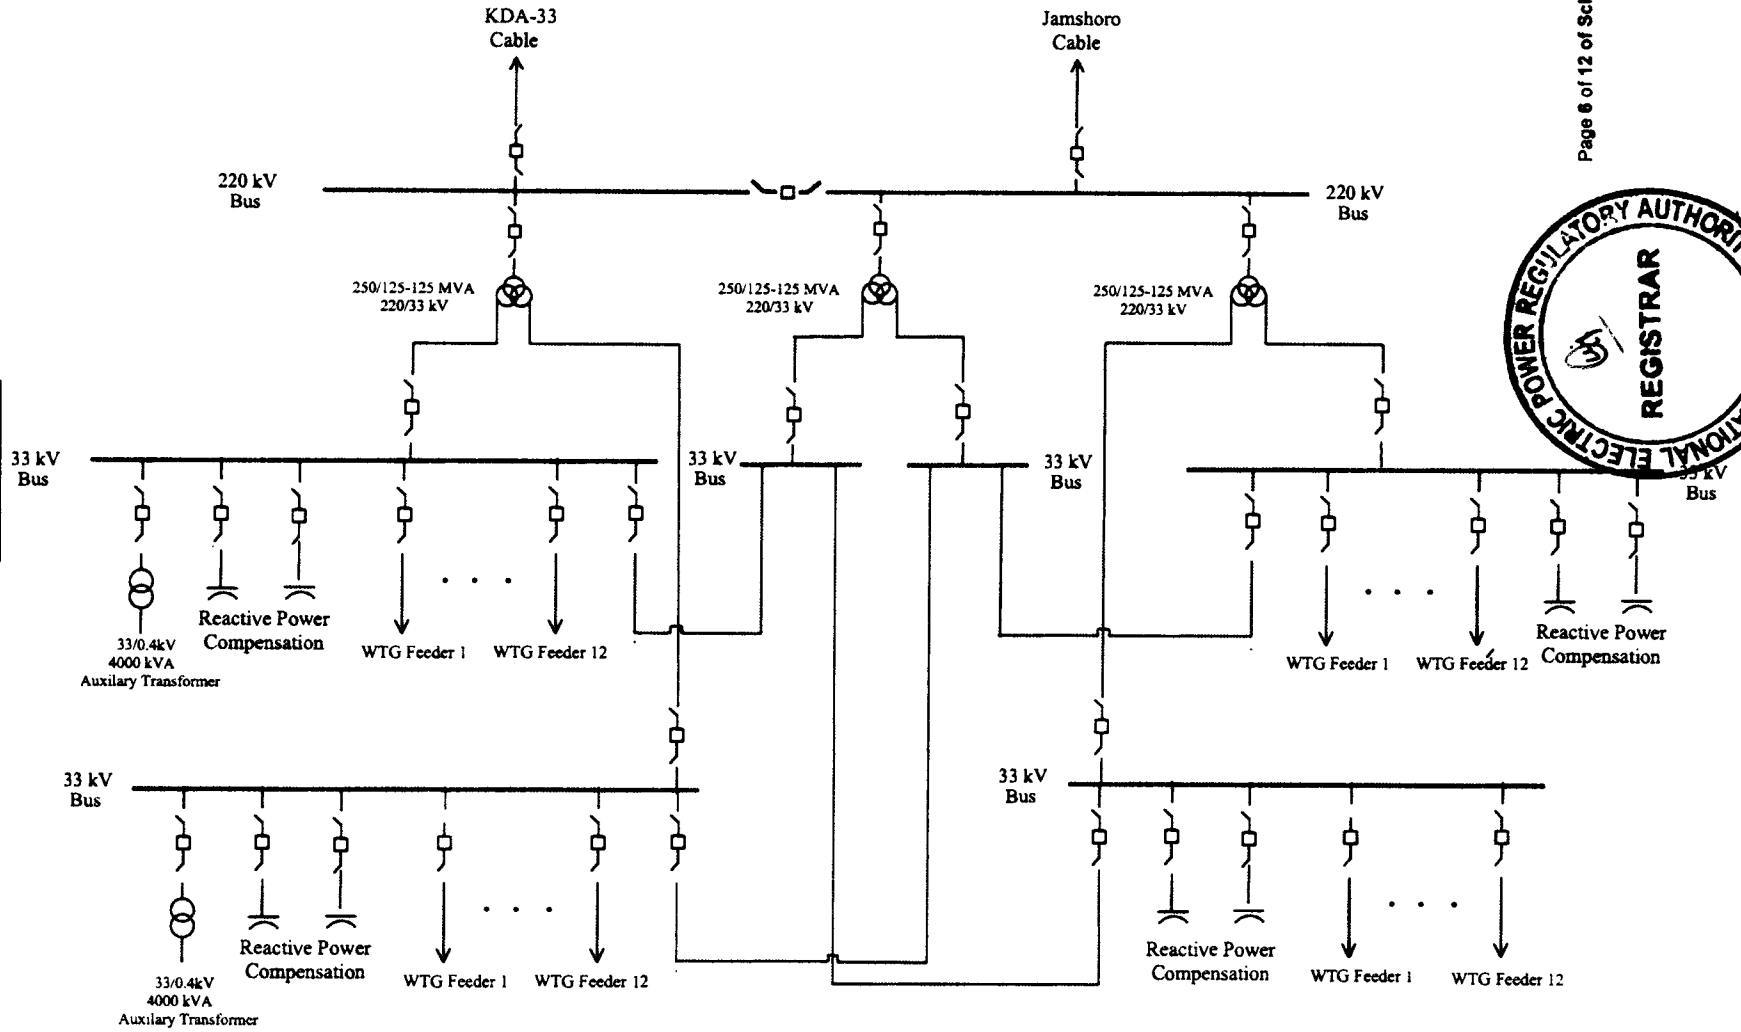 KDA-33
Cable
Jamshoro
Cable
Page 6 of 12 of
220 kV
Bus
220 kV
Bus
250/125-125 MVA
220/33 kV
250/125-125 MVA
220/33 kV
250/125-125 MVA
220/33 kV
POWER REGULATORY
ELECTRIC
REGISTRAR
33 kV
Bus
33 kV
Bus
33 kV
Bus
33 kV
Bus
Reactive Power
Compensation
33/0.4kV
4000 kVA
Auxilary Transformer
WTG Feeder 1
WTG Feeder 12
WTG Feeder 1
WTG Feeder 12
Reactive Power
Compensation
33 kV
Bus
33 kV
Bus
Reactive Power
Compensation
33/0.4kV
4000 kVA
Auxilary Transformer
WTG Feeder 1
WTG Feeder 12
Reactive Power
Compensation
WTG Feeder 1
WTG Feeder 12